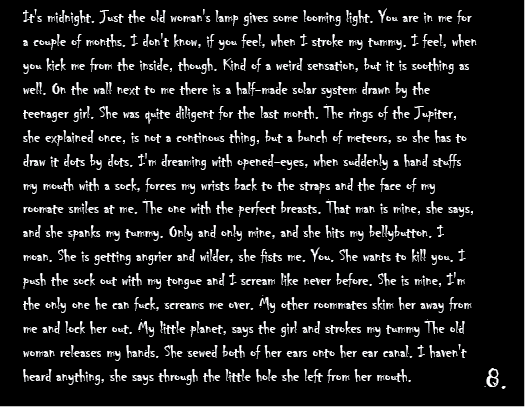 It's midnight. Just the old woman's lamp gives some looming light. You are in me for
a couple of months. I don't know, if you feel, when I stroke my tummy. I feel, when
you kick me from the inside, though. Kind of a weird sensation, but it is soothing as
well. On the wall next to me there is a half-made solar system drawn by the
teenager girl. She was quite diligent for the last month. The rings of the Jupiter,
she explained once, is not a continous thing, but a bunch of meteors, so she has to
draw it dots by dots. I'm dreaming with opened-eyes, when suddenly a hand stuffs
my mouth with a sock, forces my wrists back to the straps and the face of my
roomate smiles at me. The one with the perfect breasts. That man is mine, she says,
and she spanks my tummy. Only and only mine, and she hits my bellybutton. I
moan. She is getting angrier and wilder, she fists me. You. She wants to kill you. I
push the sock out with my tongue and I scream like never before. She is mine, I'm
the only one he can fuck, screams me over. My other roommates skim her away from
me and lock her out. My little planet, says the girl and strokes my tummy The old
woman releases my hands. She sewed both of her ears onto her ear canal. I haven't
heard anything, she says through the little hole she left from her mouth.
8.